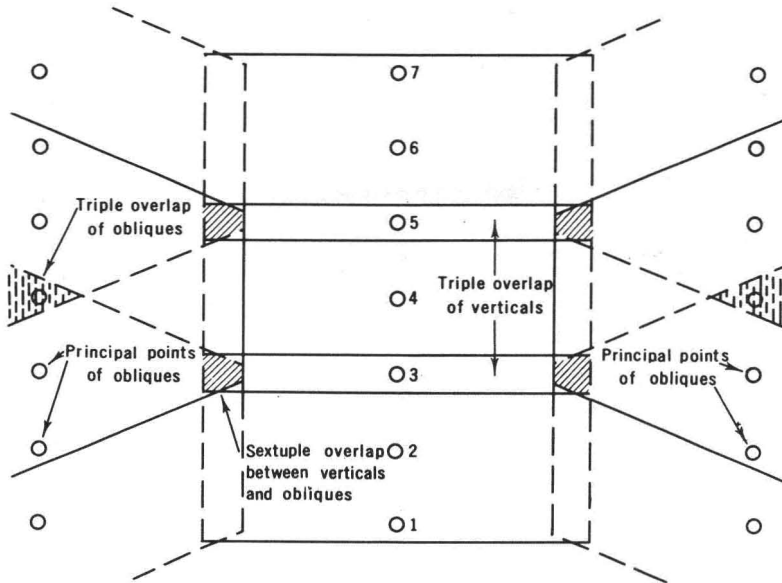 7
6
Triple overlap
of obliques
5
Triple overlap
of verticals
4
Principal points
of obliques
3
Principal points
of obliques
Sextuple overlap
between verticals
and obliques
2
1